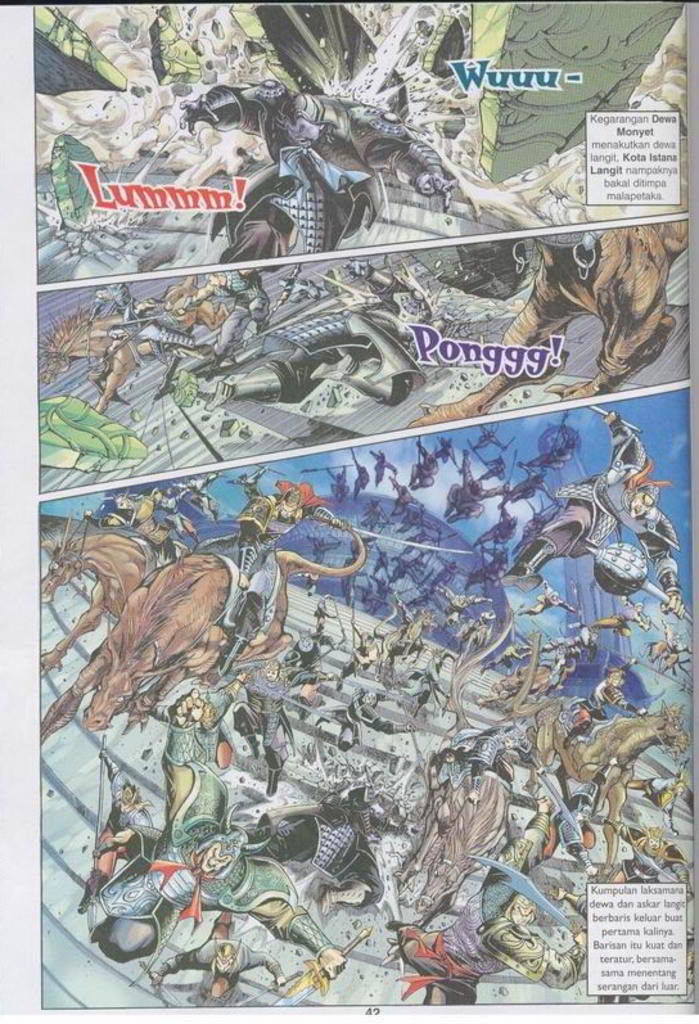 Wuuu-
Kegarangan Dewa
Monyet
menakutkan dewa
langit, Kota Istana
Langit nampaknya
bakal ditimpa
malapetaka.
Lummm!
Ponggg!
Kumpulan laksamana
dewa dan askar langit
berbaris keluar buat
pertama kalinya.
Barisan itu kuat dan
teratur, bersama-
sama menentang
serangan dari luar.
42